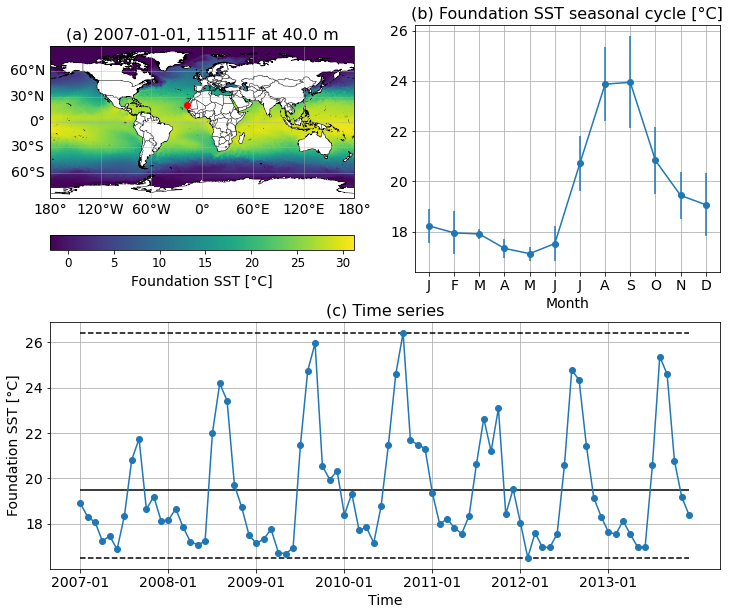 (a) 2007-01-01, 11511F at 40.0 m
60°N
30°N
0°
30°S
60°S
180° 120°W 60°W 0° 60°E 120°E 180°
0 5 10 15 20 25 30
Foundation SST [°C]
(b) Foundation SST seasonal cycle [°C]
26
24
22
20
18
J F M A M J J A S O N D
Month
(c) Time series
Foundation SST [°C]
26
24
22
20
18
2007-01 2008-01 2009-01 2010-01 2011-01 2012-01 2013-01
Time